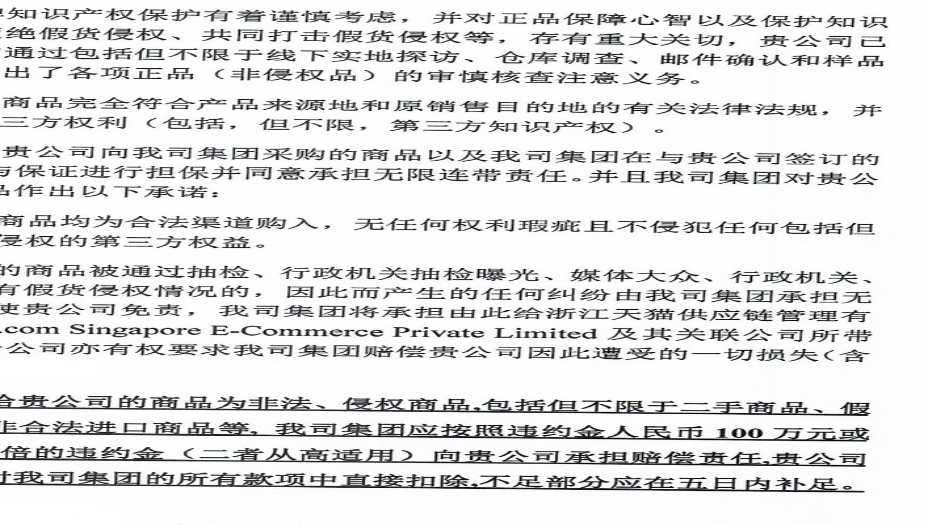 知识产权保护有着谨慎考虑，并对正品保障心智以及保护知识
绝假货侵权、共同打击假货侵权等，存有重大关切，贵公司已
通过包括但不限于线下实地探访、仓库调查、邮件确认和样品
出了各项正品（非侵权品）的审慎核查注意义务。
商品完全符合产品来源地和原销售目的地的有关法律法规，并
三方权利（包括，但不限，第三方知识产权）。
贵公司向我司集团采购的商品以及我司集团在与贵公司签订的
与保证进行担保并同意承担无限连带责任。并且我司集团对贵公
品作出以下承诺：
商品均为合法渠道购入，无任何权利瑕疵且不侵犯任何包括但
侵权的第三方权益。
的商品被通过抽检、行政机关抽检曝光、媒体大众、行政机关、
有假货侵权情况的，因此而产生的任何纠纷由我司集团承担无
使贵公司免责，我司集团将承担由此给浙江天猫供应链管理有
.com Singapore E-Commerce Private Limited 及其关联公司所带
公司亦有权要求我司集团赔偿贵公司因此遭受的一切损失（含
给贵公司的商品为非法、侵权商品,包括但不限于二手商品、假
非合法进口商品等, 我司集团应按照违约金人民币 100 万元或
倍的违约金（二者从高适用）向贵公司承担赔偿责任,贵公司
对我司集团的所有款项中直接扣除,不足部分应在五日内补足。